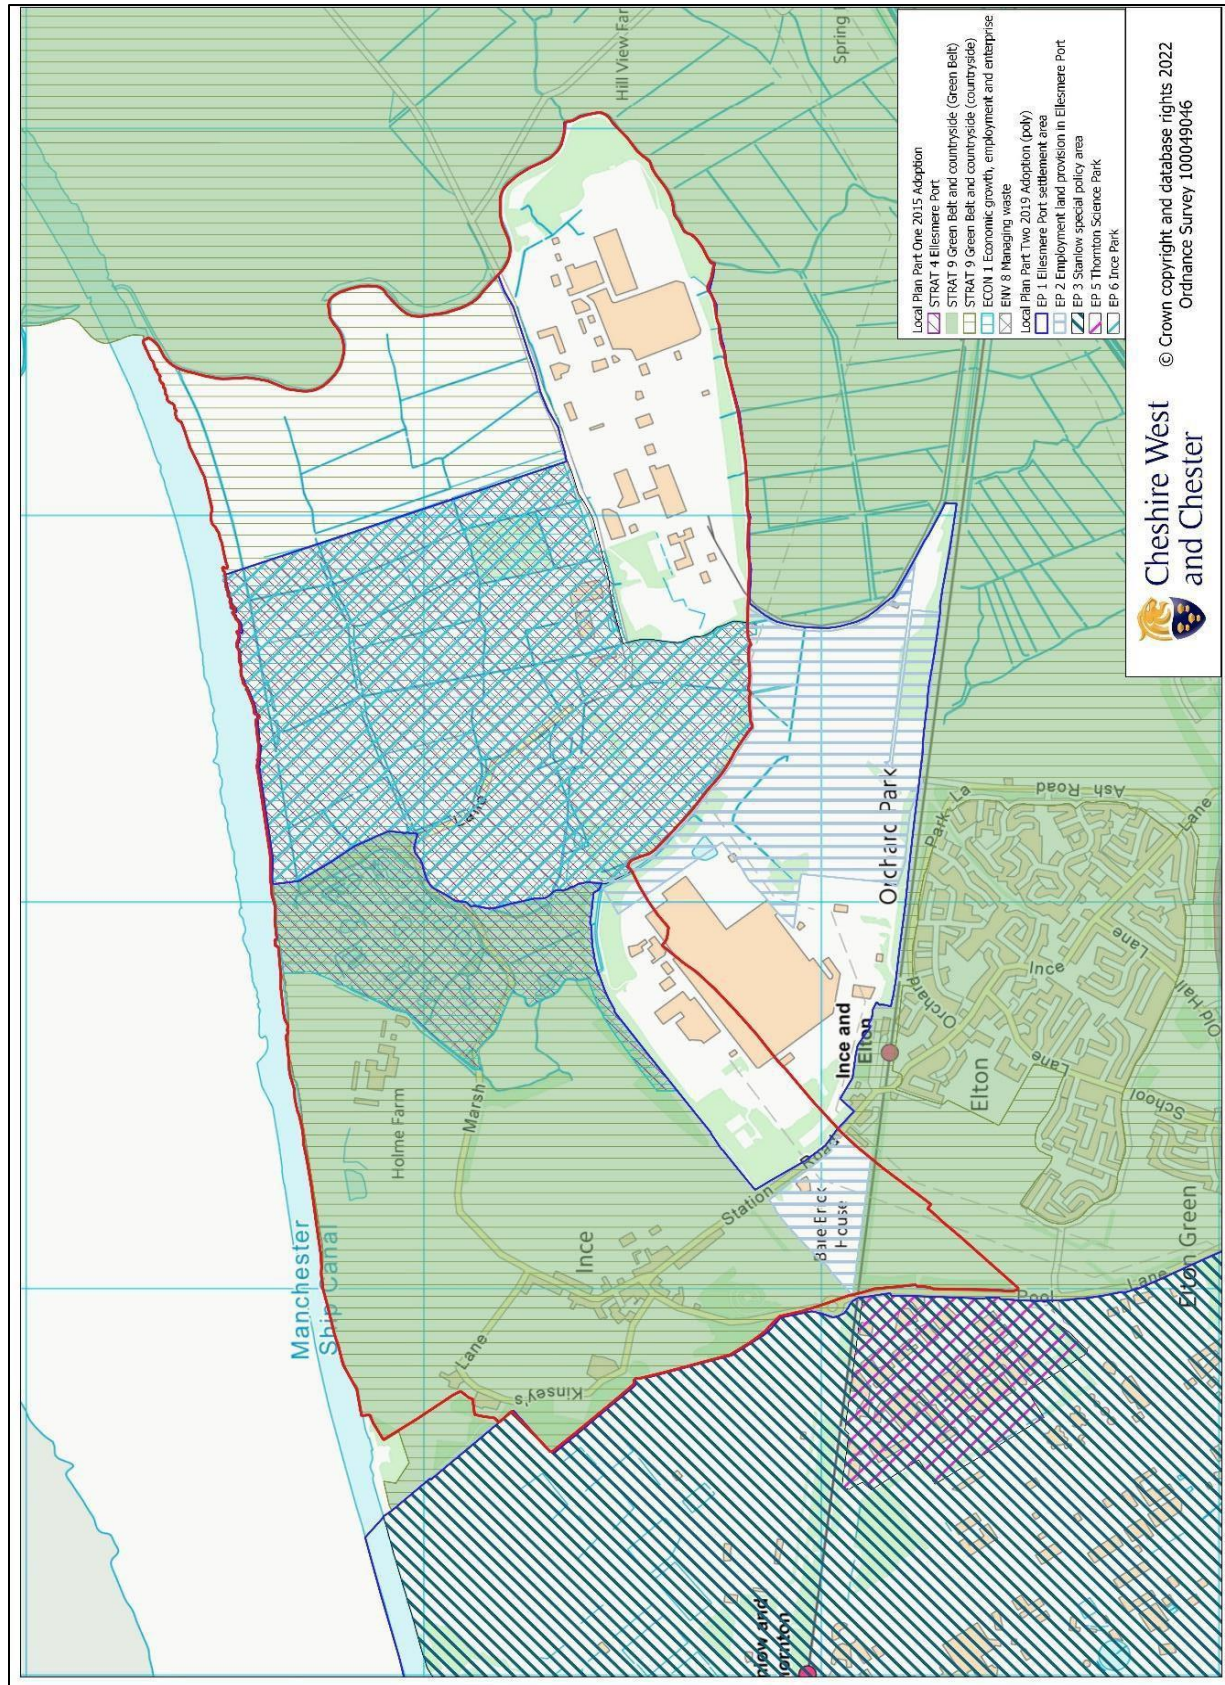 Hill View Far
Spring
Manchester
Ship Canal
Holme Farm
Marsh
Lane
Ince
Lane
Kinsey's
Station
Road
House
Ince and
Elton
Orchard Park
Park La
Ash Road
Lane
Orchard
Ince
Lane
Elton
Lane
School
Old Hall
Pool
Lane
Elton Green
nlow and
ornton
Local Plan Part One 2015 Adoption
STRAT 4 Ellesmere Port
STRAT 9 Green Belt and countryside (Green Belt)
STRAT 9 Green Belt and countryside (countryside)
ECON 1 Economic growth, employment and enterprise
ENV 8 Managing waste
Local Plan Part Two 2019 Adoption (poly)
EP 1 Ellesmere Port settlement area
EP 2 Employment land provision in Ellesmere Port
EP 3 Stanlow special policy area
EP 5 Thornton Science Park
EP 6 Ince Park
Cheshire West
and Chester
© Crown copyright and database rights 2022
Ordnance Survey 100049046